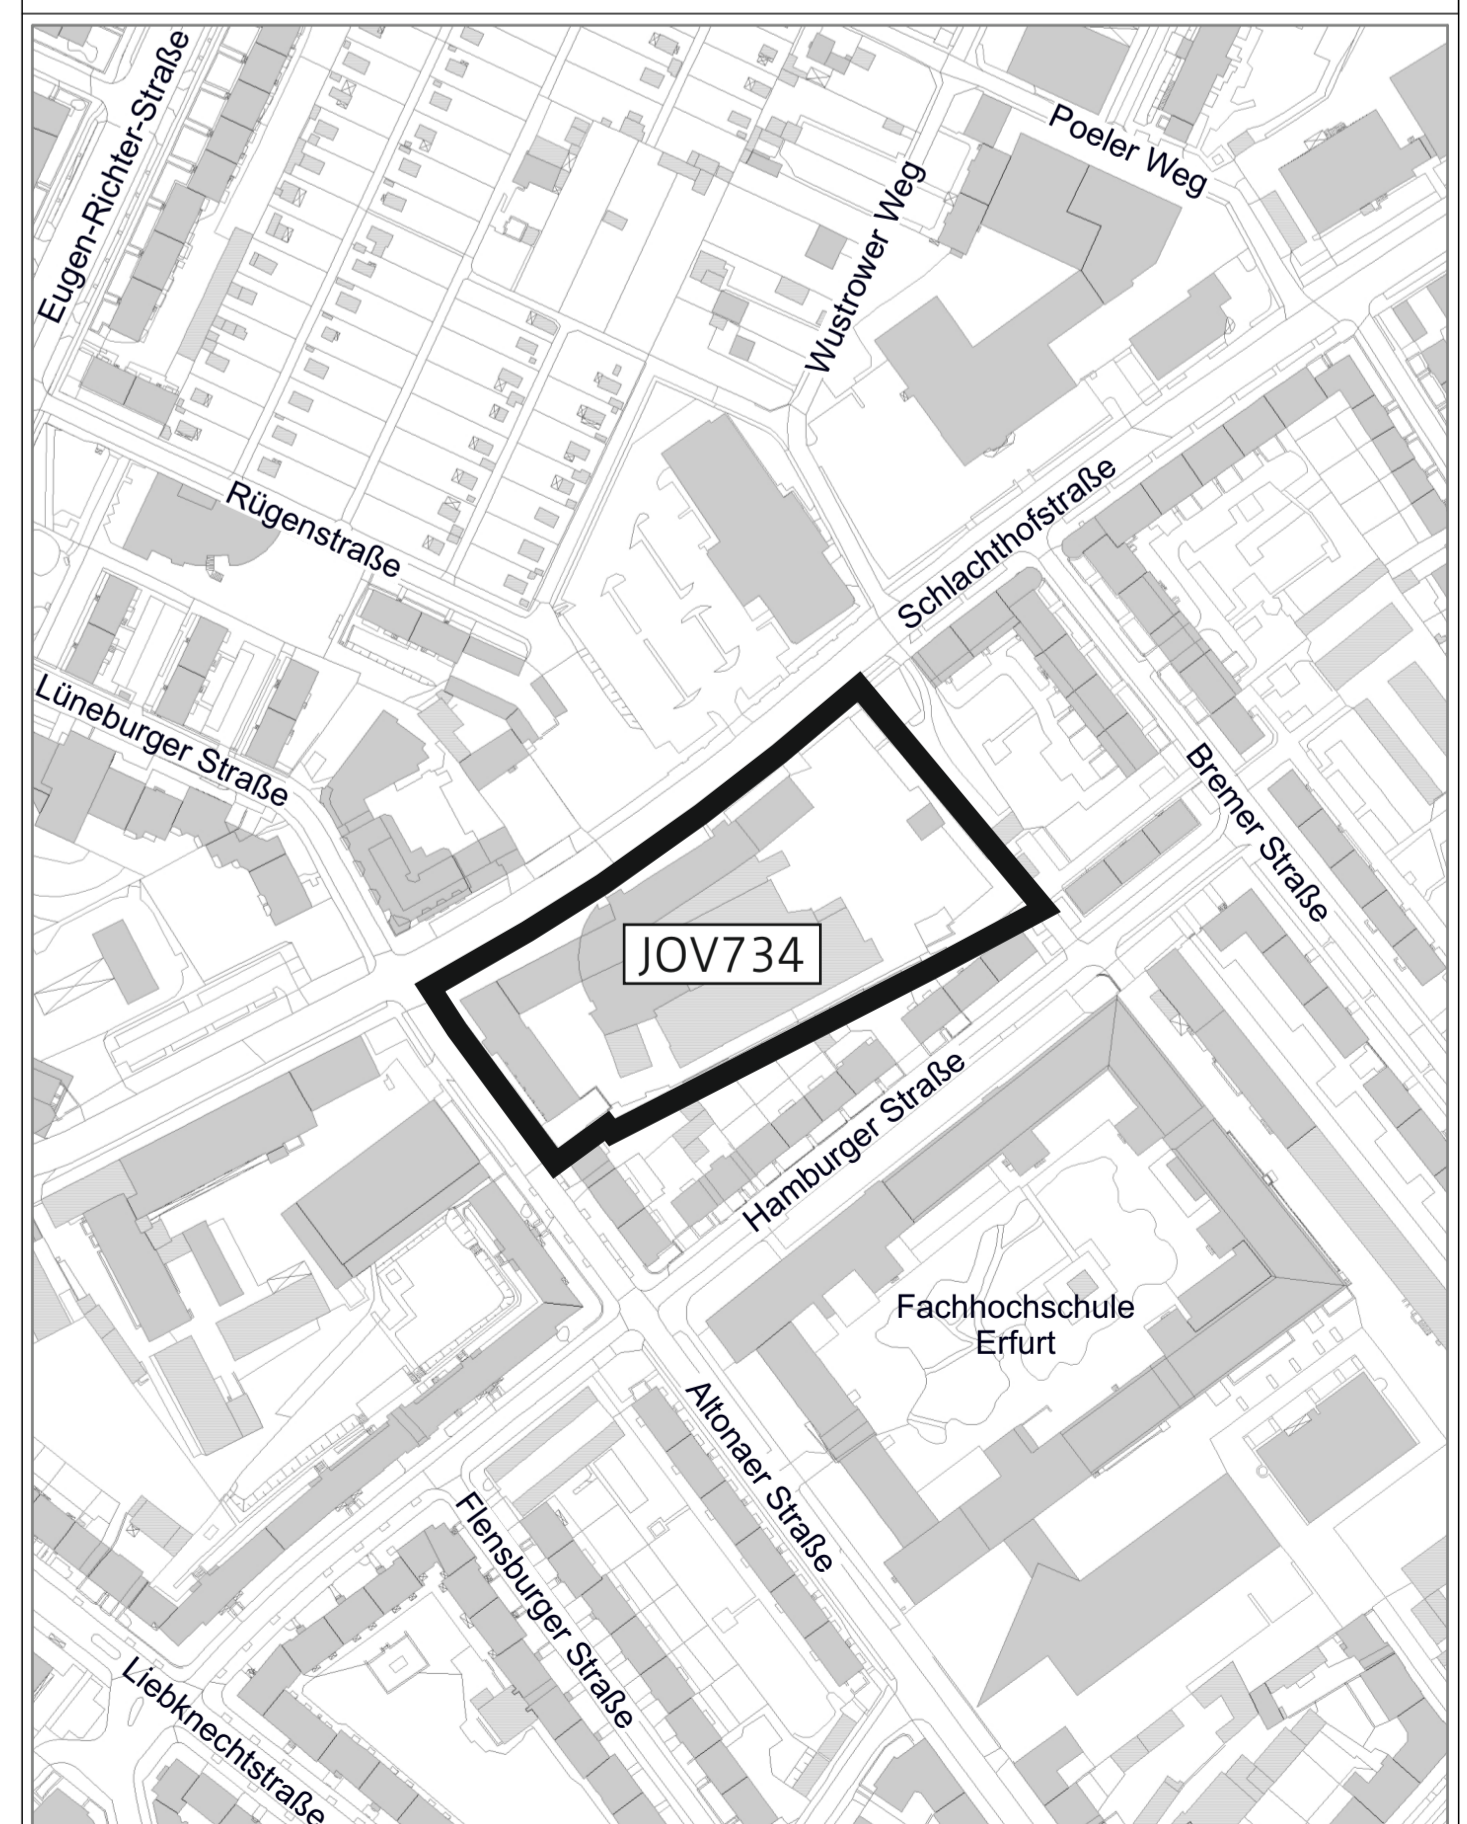 Eugen-Richter-Straße
Poeler Weg
Wustrower Weg
Rügenstraße
Schlachthofstraße
Lüneburger Straße
Bremer Straße
JOV734
Hamburger Straße
Fachhochschule
Erfurt
Altonaer Straße
Flensburger Straße
Liebknechtstraße